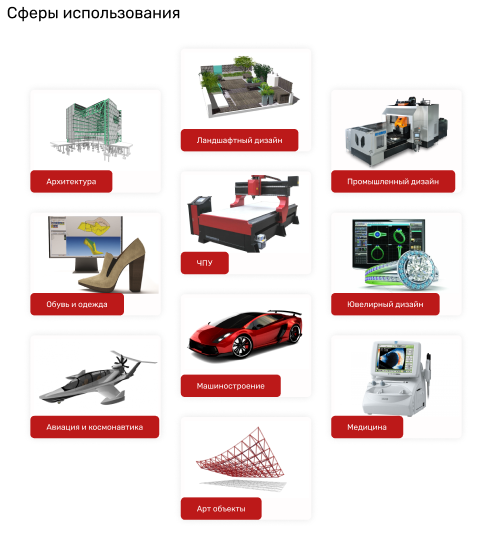 Сферы использования
Ландшафтный дизайн
Архитектура
Промышленный дизайн
ЧПУ
Обувь и одежда
Ювелирный дизайн
Машиностроение
Авиация и космонавтика
Медицина
Арт объекты